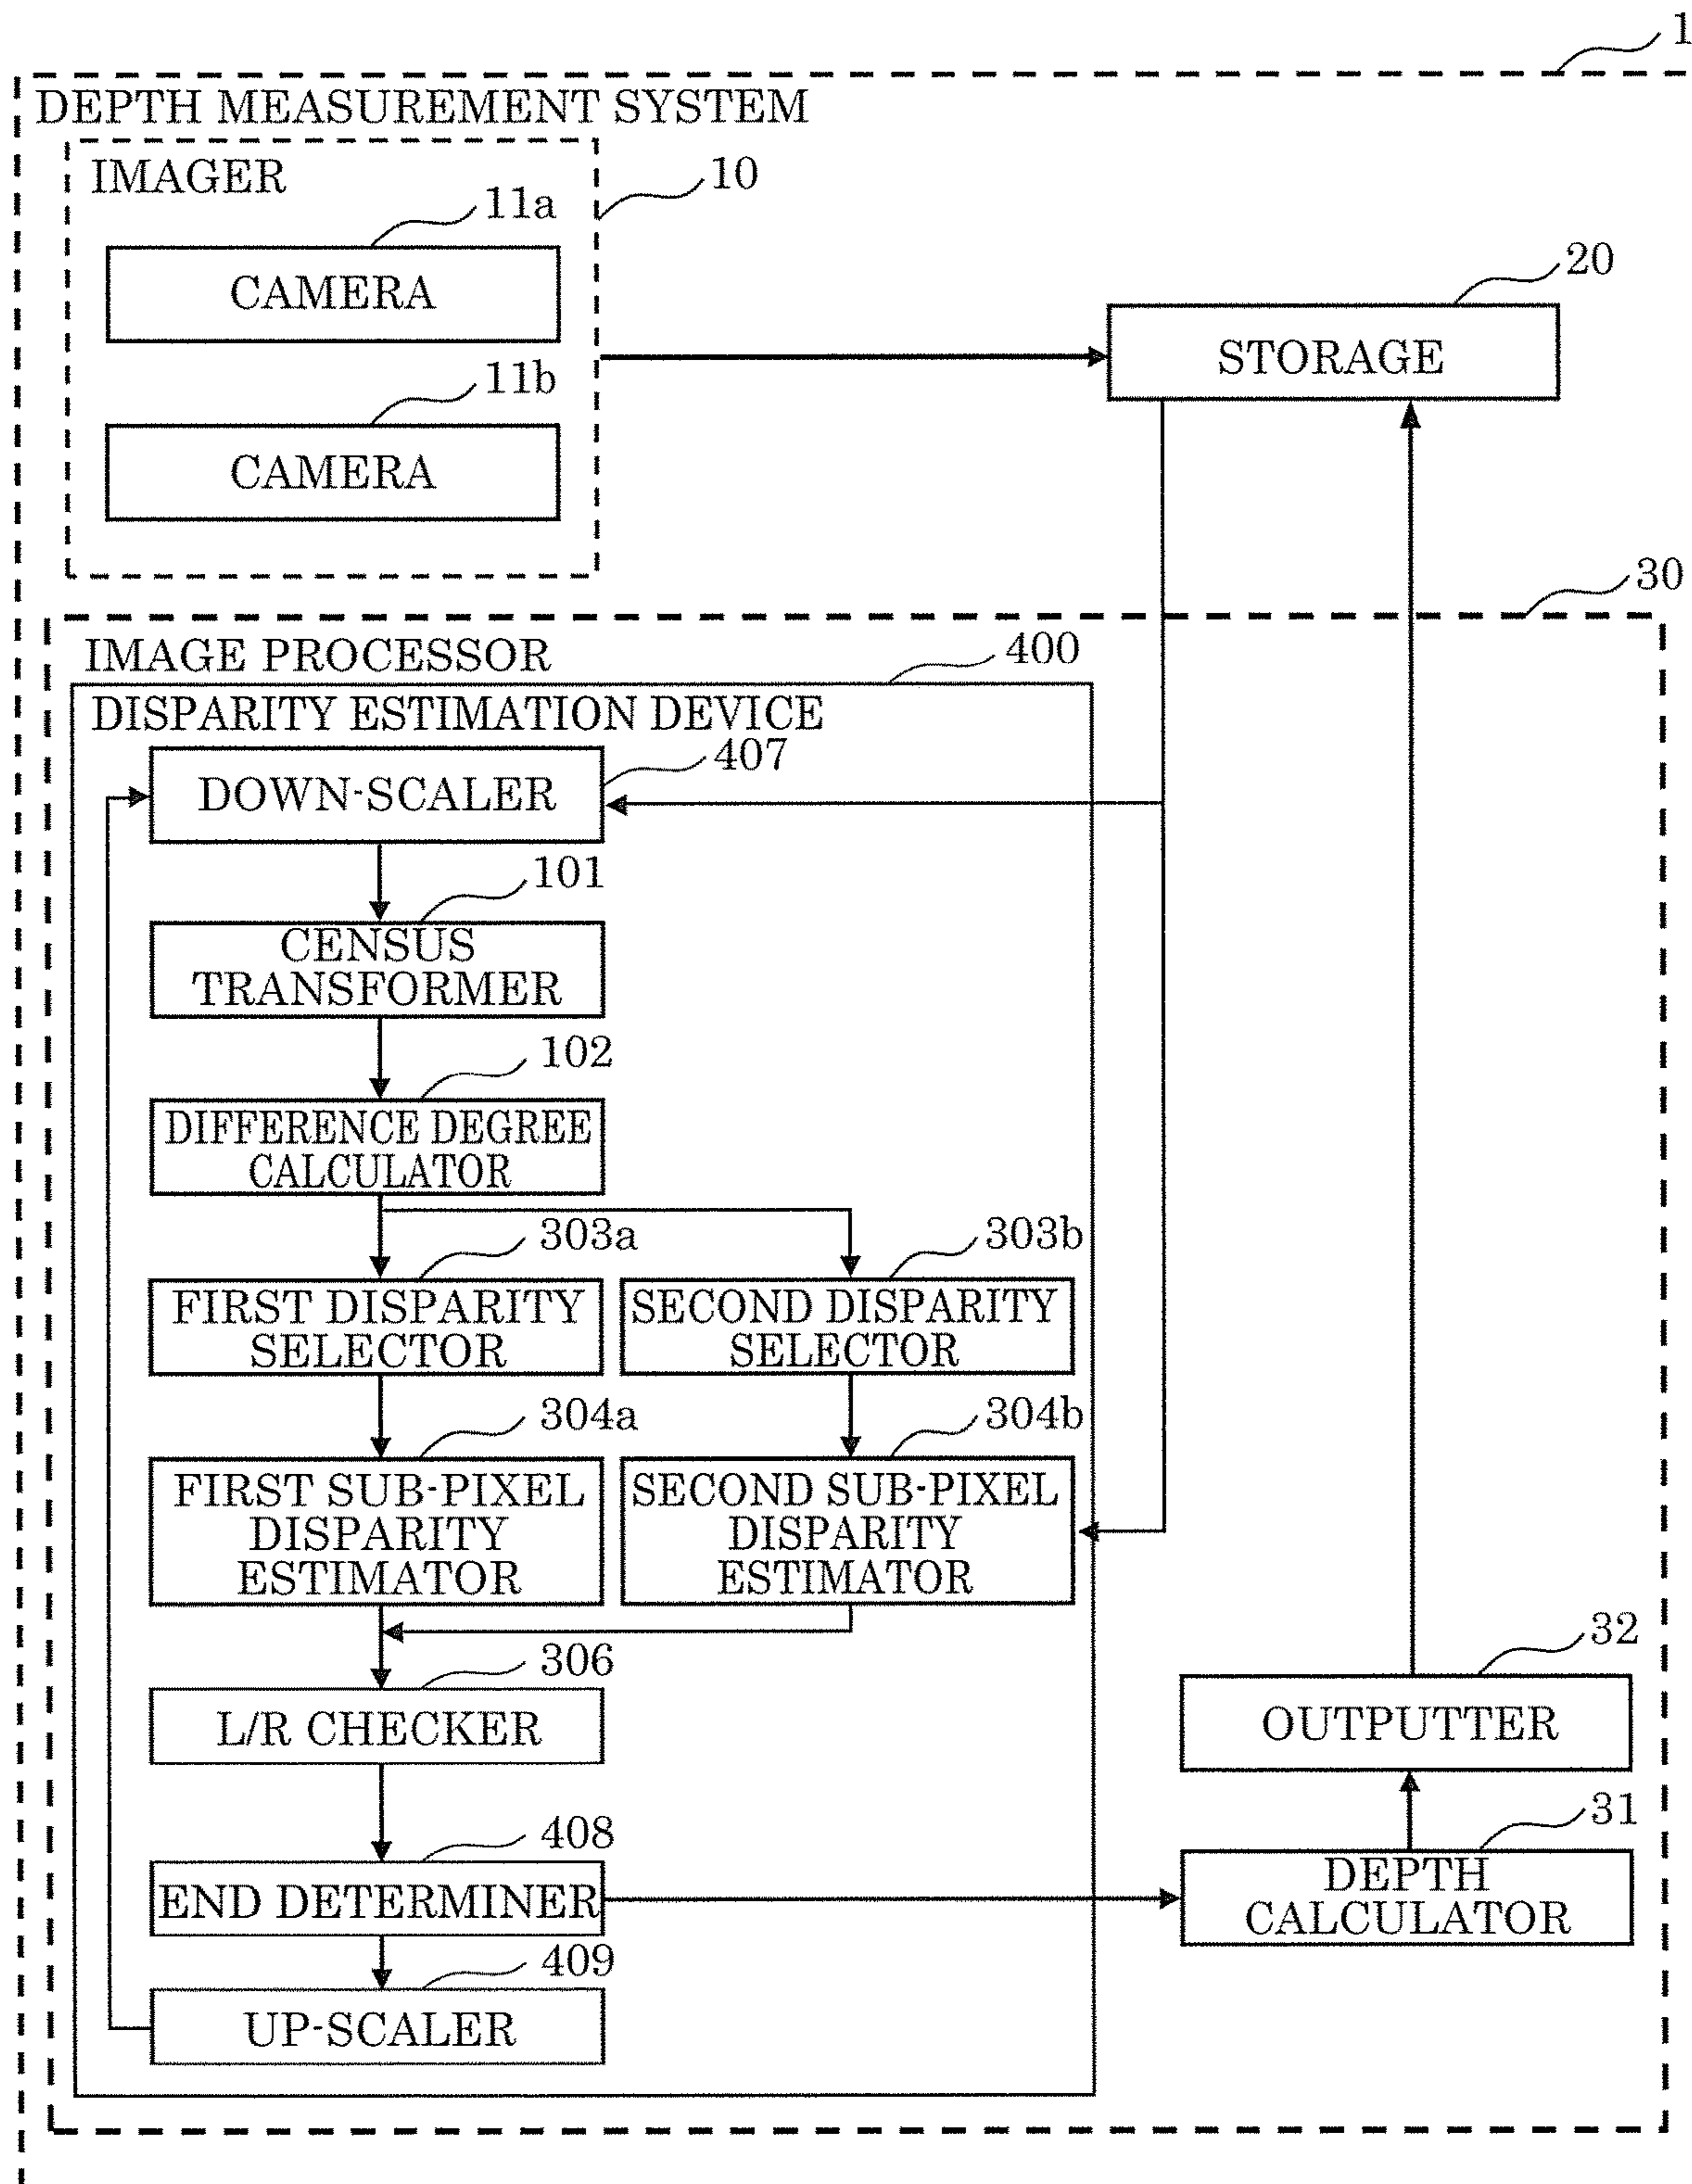 1
DEPTH MEASUREMENT SYSTEM
IMAGER
10
11a
CAMERA
20
STORAGE
11b
CAMERA
30
IMAGE PROCESSOR
400
DISPARITY ESTIMATION DEVICE
407
DOWN-SCALER
101
CENSUS
TRANSFORMER
102
DIFFERENCE DEGREE
CALCULATOR
303a
303b
FIRST DISPARITY
SELECTOR
SECOND DISPARITY
SELECTOR
304a
304b
FIRST SUB-PIXEL
DISPARITY
ESTIMATOR
SECOND SUB-PIXEL
DISPARITY
ESTIMATOR
306
L/R CHECKER
32
OUTPUTTER
408
END DETERMINER
31
DEPTH
CALCULATOR
409
UP-SCALER